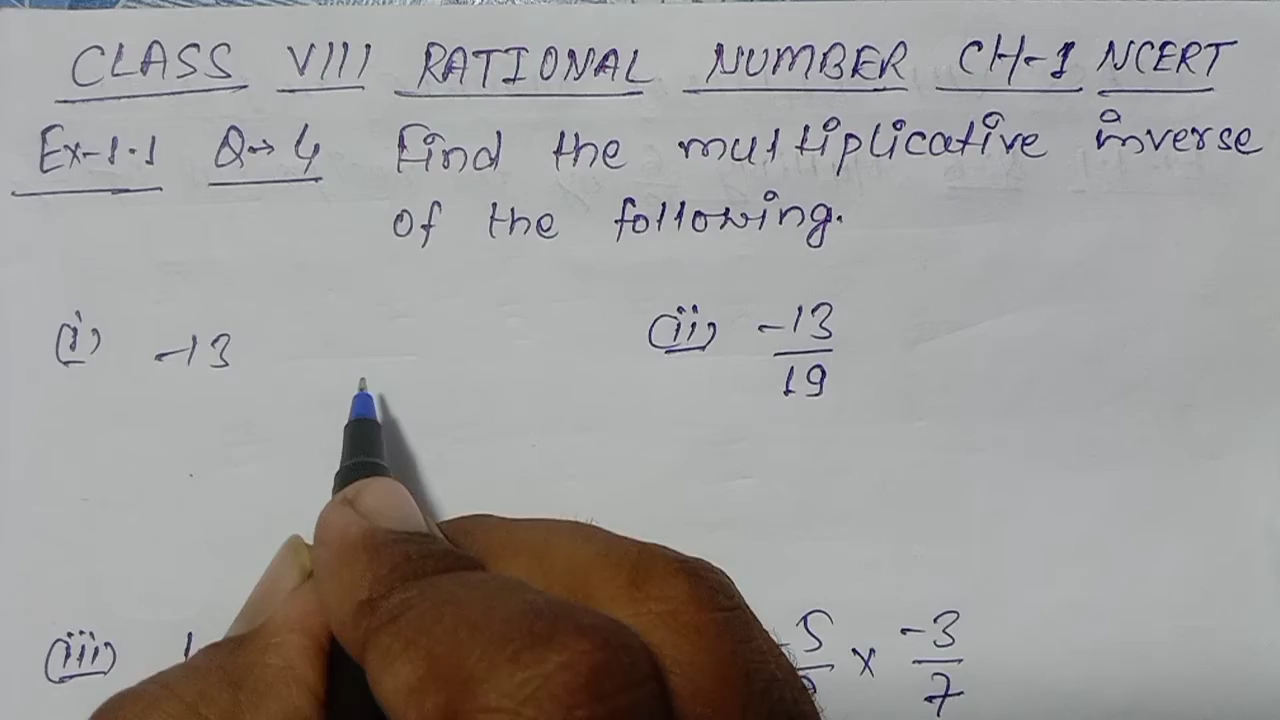 CLASS VIII RATIONAL NUMBER CH-1 NCERT
Ex-1.1 Q→4 Find the multiplicative inverse
of the following.
(i) -13 (ii) -13/19
(iii) 5 × -3/7